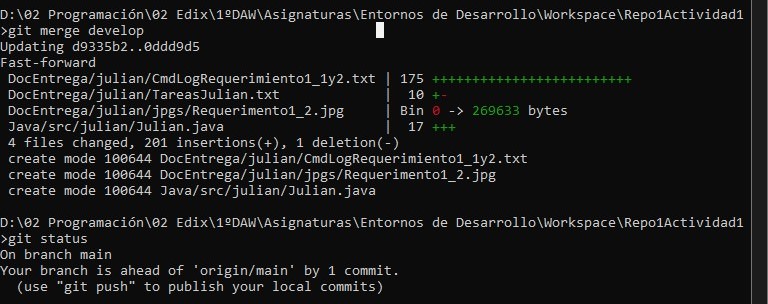 D:\02 Programación\02 Edix\1ºDAW\Asignaturas\Entornos de Desarrollo\Workspace\Repo1Actividad1
>git merge develop
Updating d9335b2..0ddd9d5
Fast-forward
 DocEntrega/julian/CmdLogRequerimiento1_1y2.txt | 175 +++++++++++++++++++++++++
 DocEntrega/julian/TareasJulian.txt             |  10 +-
 DocEntrega/julian/jpgs/Requerimento1_2.jpg     | Bin 0 -> 269633 bytes
 Java/src/julian/Julian.java                    |  17 +++
 4 files changed, 201 insertions(+), 1 deletion(-)
 create mode 100644 DocEntrega/julian/CmdLogRequerimiento1_1y2.txt
 create mode 100644 DocEntrega/julian/jpgs/Requerimento1_2.jpg
 create mode 100644 Java/src/julian/Julian.java
D:\02 Programación\02 Edix\1ºDAW\Asignaturas\Entornos de Desarrollo\Workspace\Repo1Actividad1
>git status
On branch main
Your branch is ahead of 'origin/main' by 1 commit.
  (use "git push" to publish your local commits)